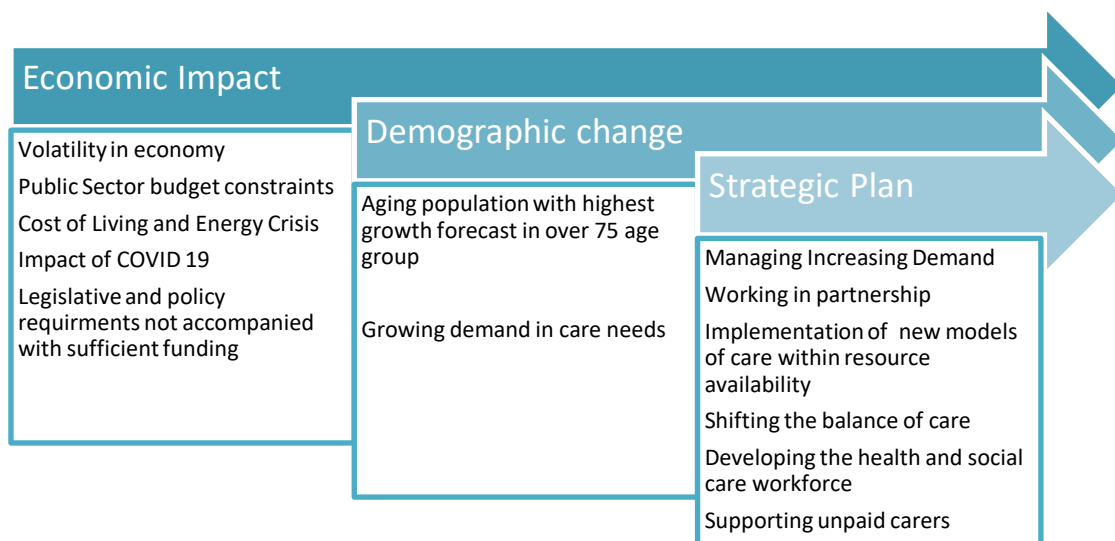 Economic Impact
Volatility in economy
Public Sector budget constraints
Cost of Living and Energy Crisis
Impact of COVID 19
Legislative and policy
requirments not accompanied
with sufficient funding
Demographic change
Aging population with highest
growth forecast in over 75 age
group
Growing demand in care needs
Strategic Plan
Managing Increasing Demand
Working in partnership
Implementation of new models
of care within resource
availability
Shifting the balance of care
Developing the health and social
care workforce
Supporting unpaid carers